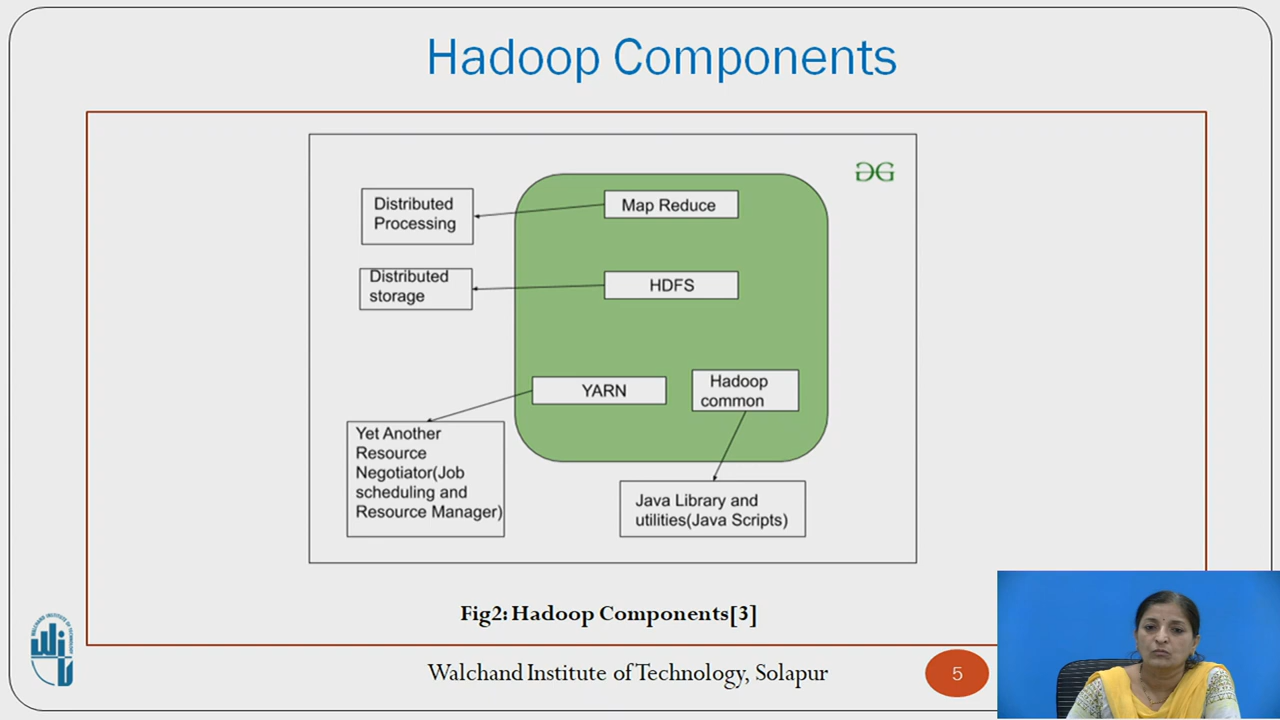 Hadoop Components
Distributed
Processing
Map Reduce
Distributed
storage
HDFS
YARN
Hadoop
common
Yet Another
Resource
Negotiator(Job
scheduling and
Resource Manager)
Java Library and
utilities(Java Scripts)
Fig2: Hadoop Components[3]
Walchand Institute of Technology, Solapur
5